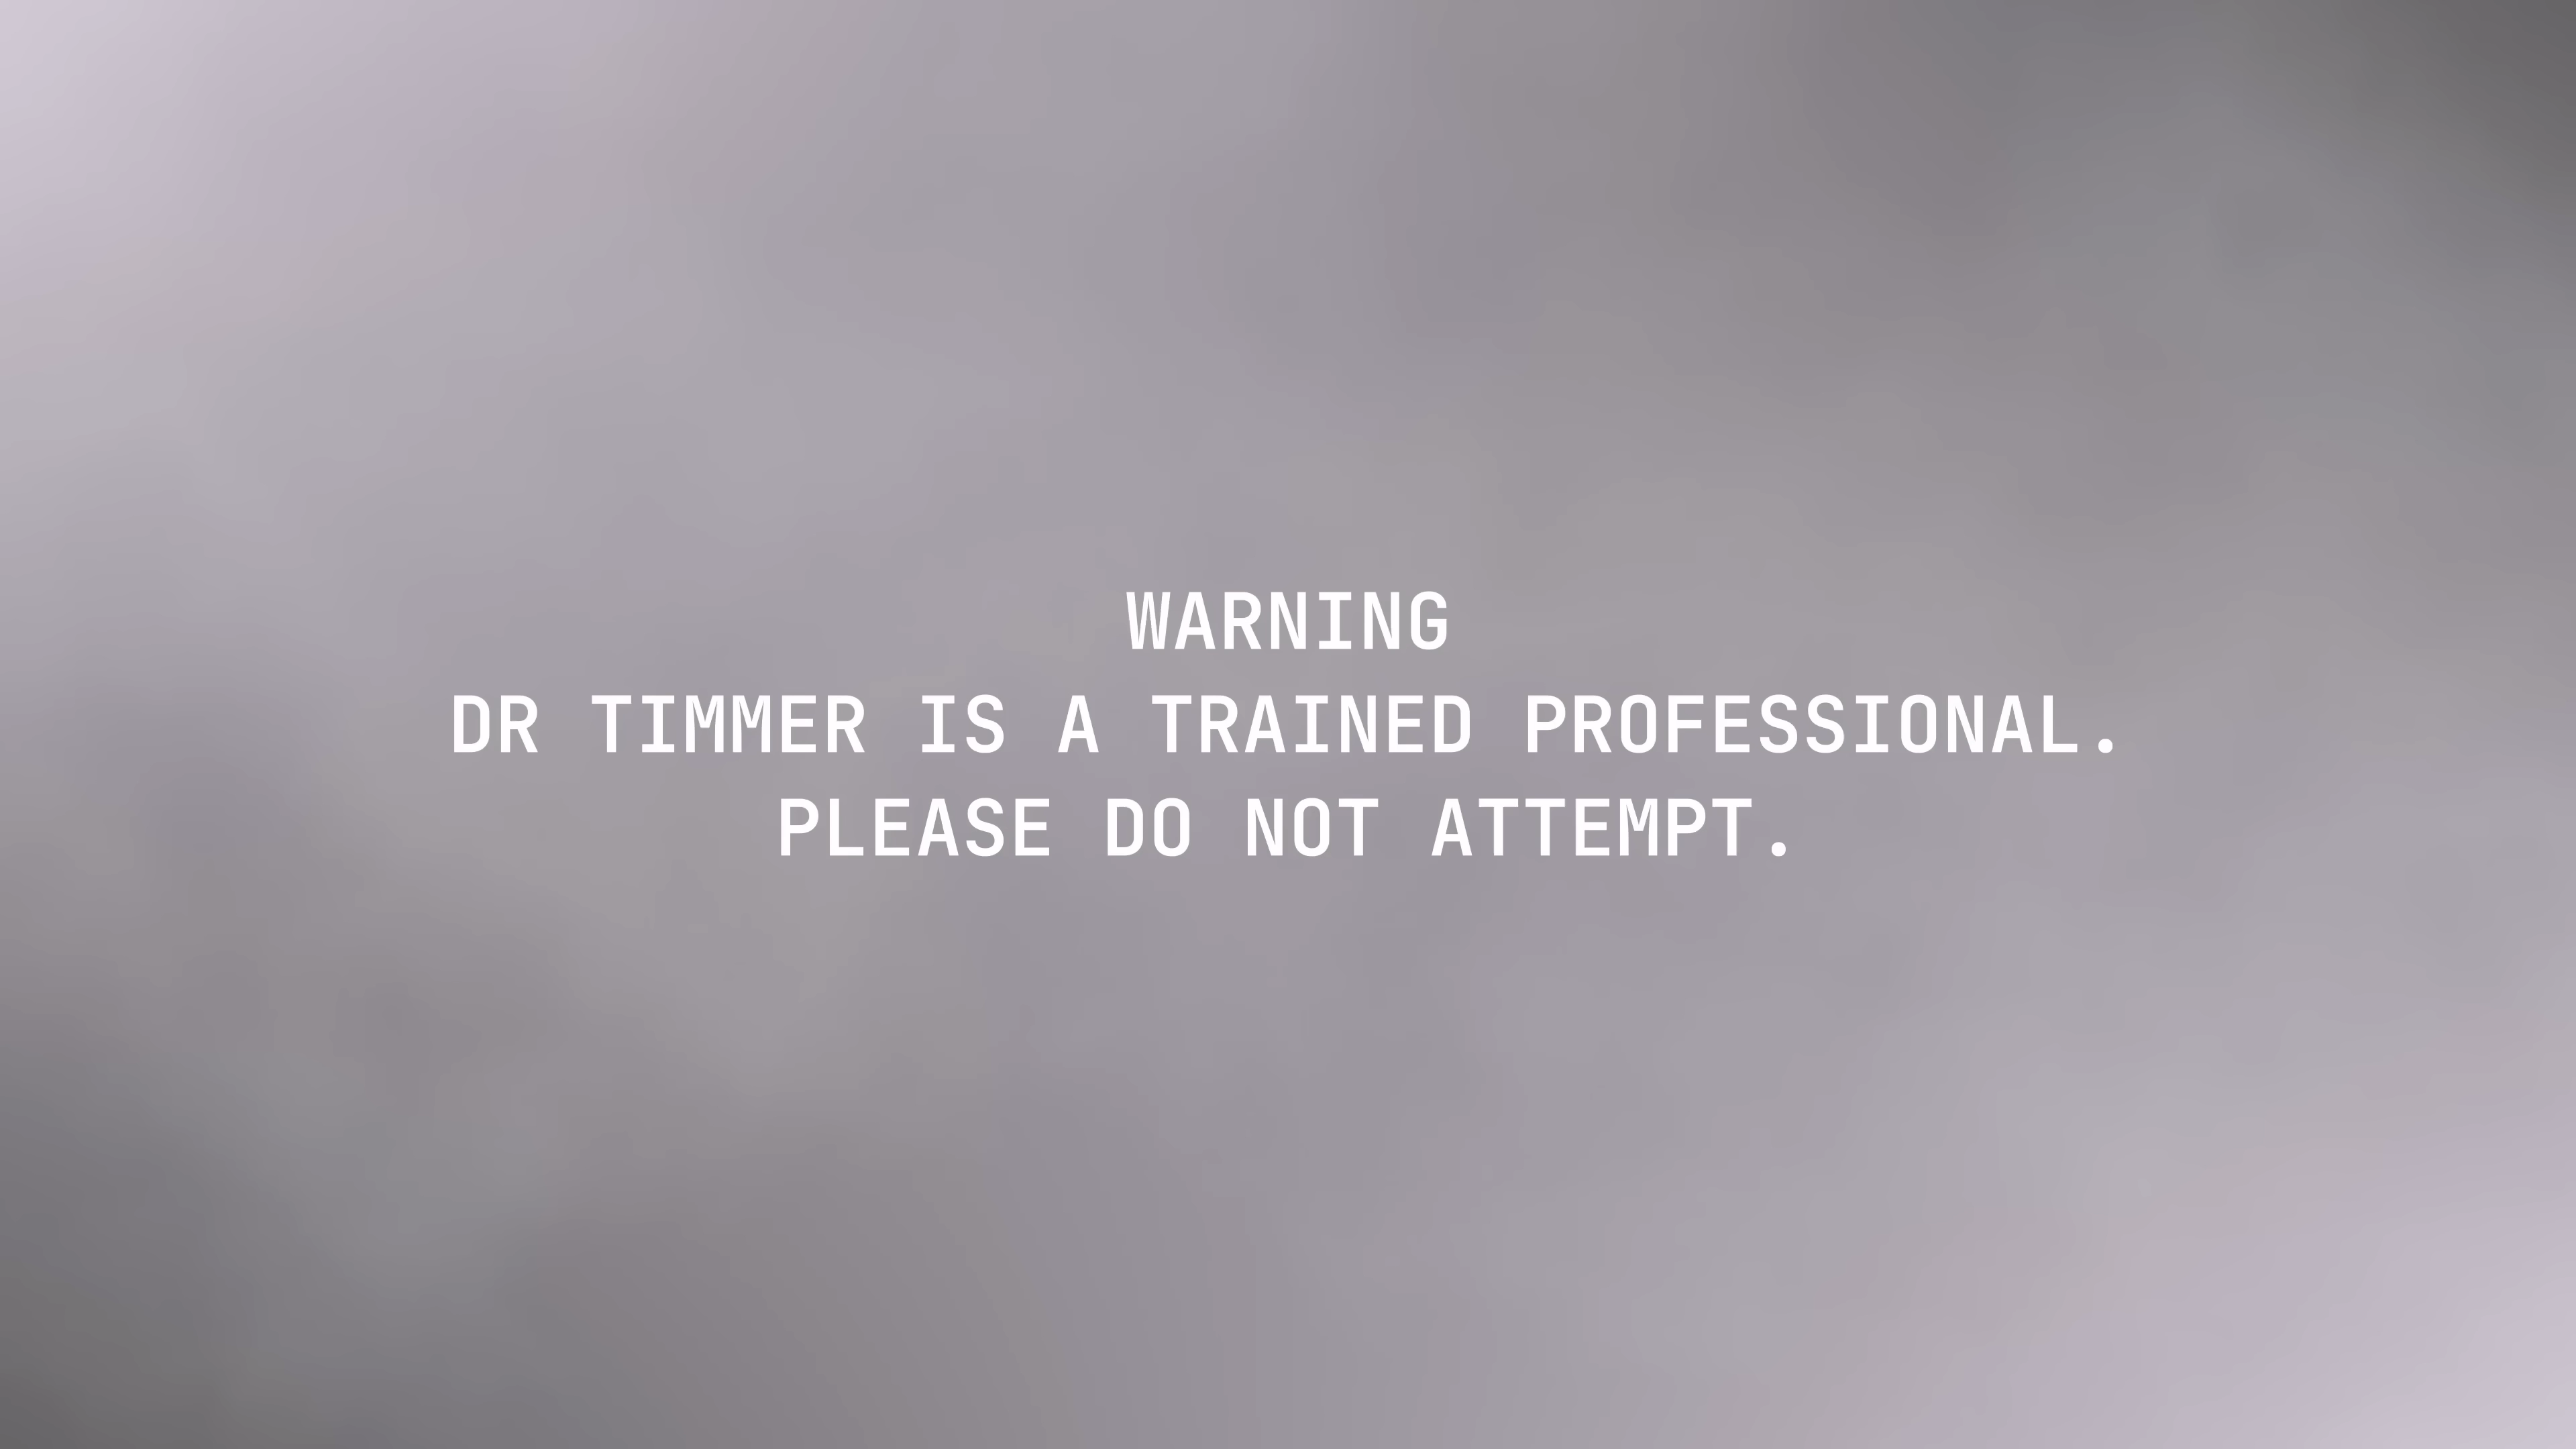 WARNING
DR TIMMER IS A TRAINED PROFESSIONAL.
PLEASE DO NOT ATTEMPT.